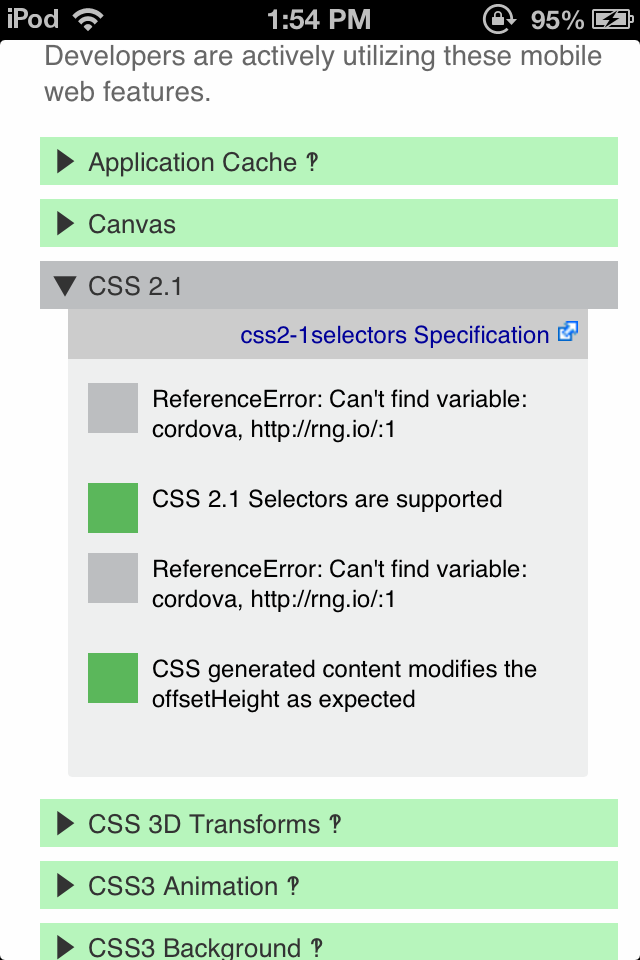 iPod 1:54 PM 95%
Developers are actively utilizing these mobile
web features.
Application Cache ‽
Canvas
CSS 2.1
css2-1selectors Specification
ReferenceError: Can't find variable:
cordova, http://rng.io/:1
CSS 2.1 Selectors are supported
ReferenceError: Can't find variable:
cordova, http://rng.io/:1
CSS generated content modifies the
offsetHeight as expected
CSS 3D Transforms ‽
CSS3 Animation ‽
CSS3 Background ‽